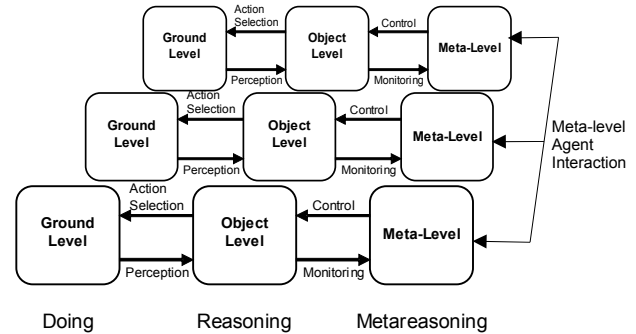 Action
Selection
Control
Ground
Level
Object
Level
Meta-Level
Perception
Monitoring
Action
Selection
Control
Ground
Level
Object
Level
Meta-Level
Perception
Monitoring
Meta-level
Agent
Interaction
Action
Selection
Control
Ground
Level
Object
Level
Meta-Level
Perception
Monitoring
Doing
Reasoning
Metareasoning